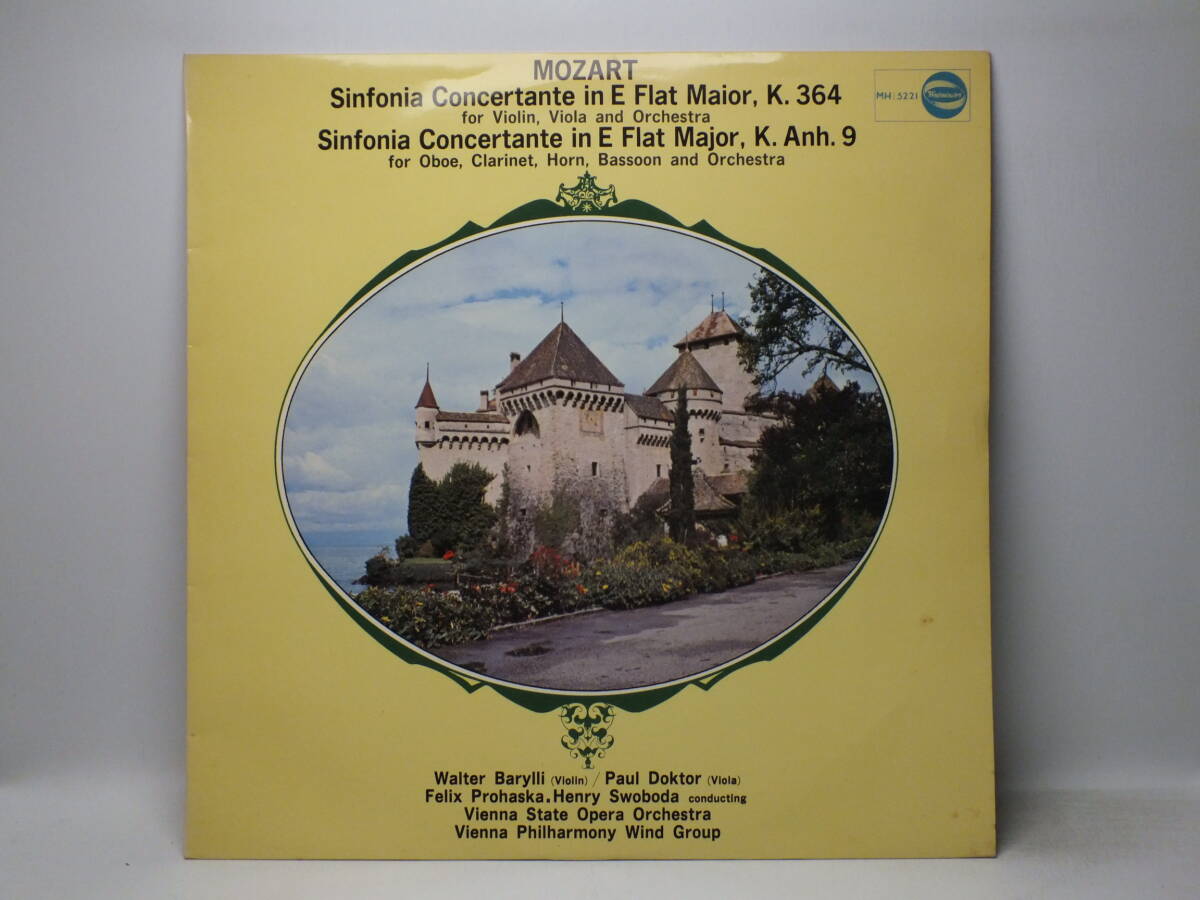 MOZART
Sinfonia Concertante in E Flat Maior, K. 364
for Violin, Viola and Orchestra
Sinfonia Concertante in E Flat Major, K. Anh. 9
for Oboe, Clarinet, Horn, Bassoon and Orchestra
MH 5221
Westminster
Walter Barylli (Violin) / Paul Doktor (Viola)
Felix Prohaska.Henry Swoboda conducting
Vienna State Opera Orchestra
Vienna Philharmony Wind Group